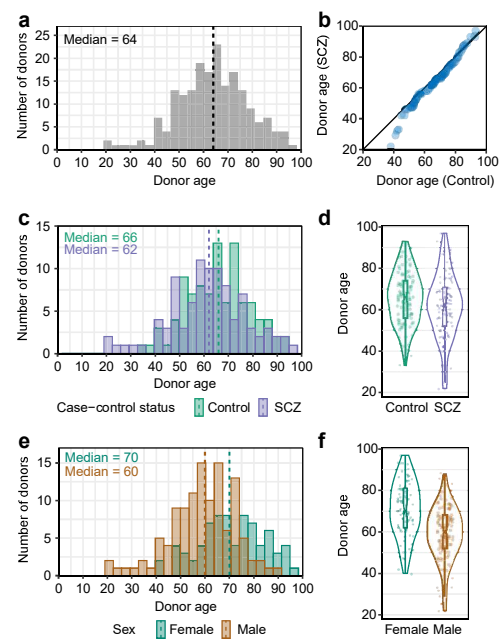 a
Median = 64
Number of donors
25
20
15
10
5
0
0 10 20 30 40 50 60 70 80 90 100
Donor age
b
Donor age (SCZ)
100
80
60
40
20
20 40 60 80 100
Donor age (Control)
c
Median = 66
Median = 62
Number of donors
15
10
5
0
0 10 20 30 40 50 60 70 80 90 100
Donor age
Case−control status Control SCZ
d
Donor age
100
80
60
40
20
Control SCZ
e
Median = 70
Median = 60
Number of donors
15
10
5
0
0 10 20 30 40 50 60 70 80 90 100
Donor age
Sex Female Male
f
Donor age
100
80
60
40
20
Female Male